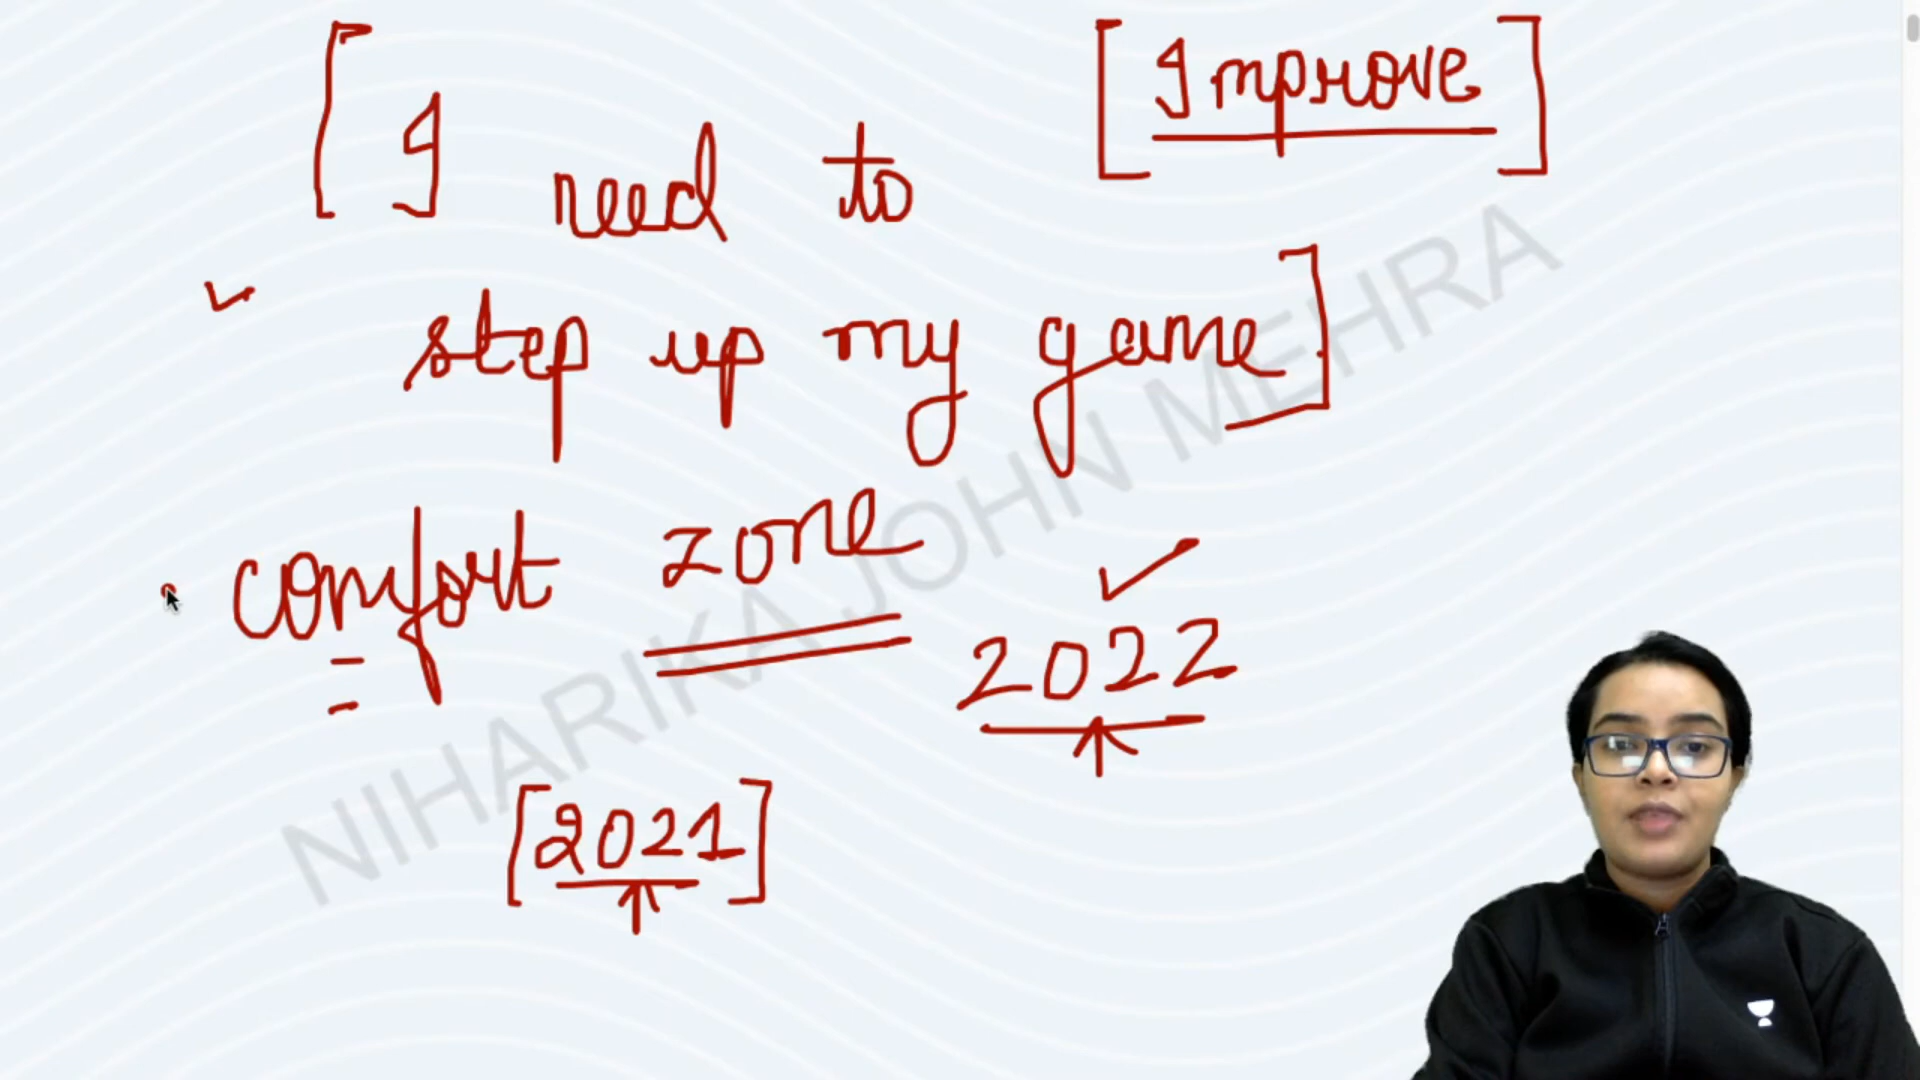 [Improve]
[I need to
step up my game]
comfort zone
2022
[2021]
NIHARIKA JOHN MEHRA